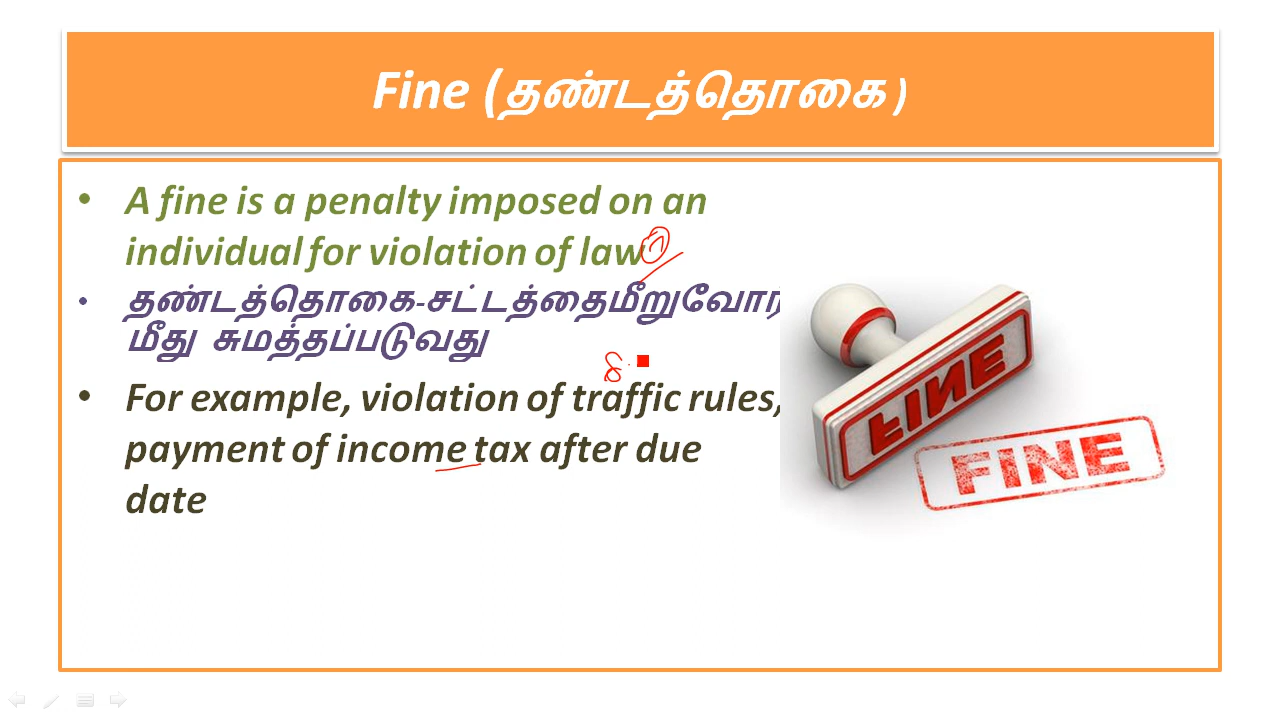 Fine (தண்டத்தொகை)
• A fine is a penalty imposed on an
individual for violation of law
• தண்டத்தொகை-சட்டத்தைமீறுவோர
மீது சுமத்தப்படுவது
• For example, violation of traffic rules,
payment of income tax after due
date
FINE
FINE